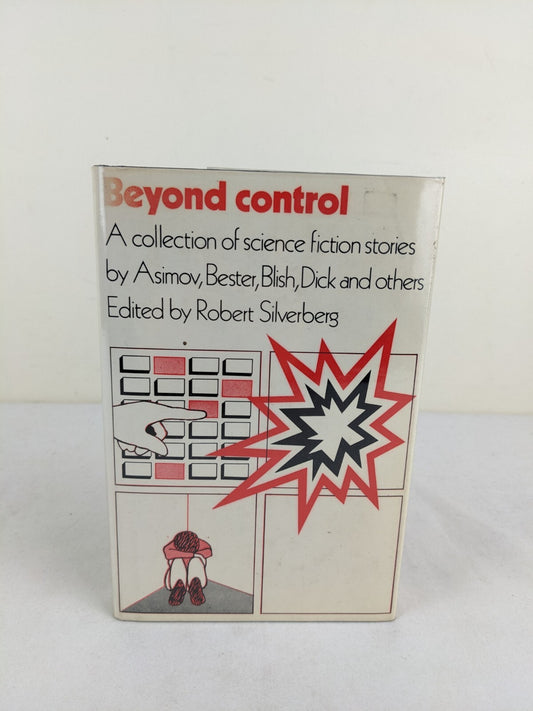 Beyond control
A collection of science fiction stories
by Asimov, Bester, Blish, Dick and others
Edited by Robert Silverberg